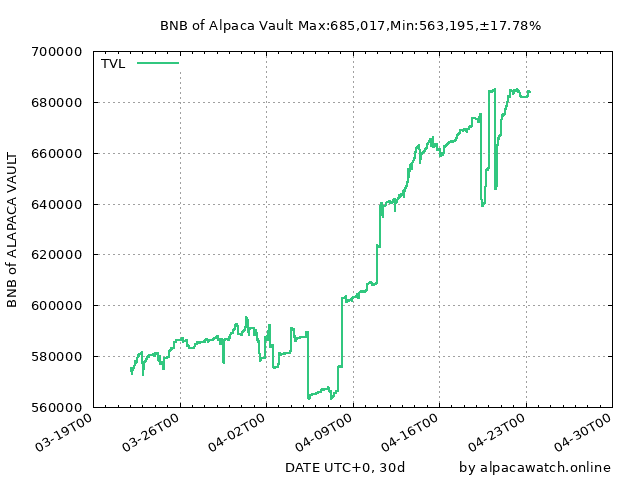 BNB of Alpaca Vault Max:685,017,Min:563,195,±17.78%
TVL
700000
680000
660000
640000
620000
600000
580000
560000
BNB of ALAPACA VAULT
03-19T00
03-26T00
04-02T00
04-09T00
04-16T00
04-23T00
04-30T00
DATE UTC+0, 30d
by alpacawatch.online